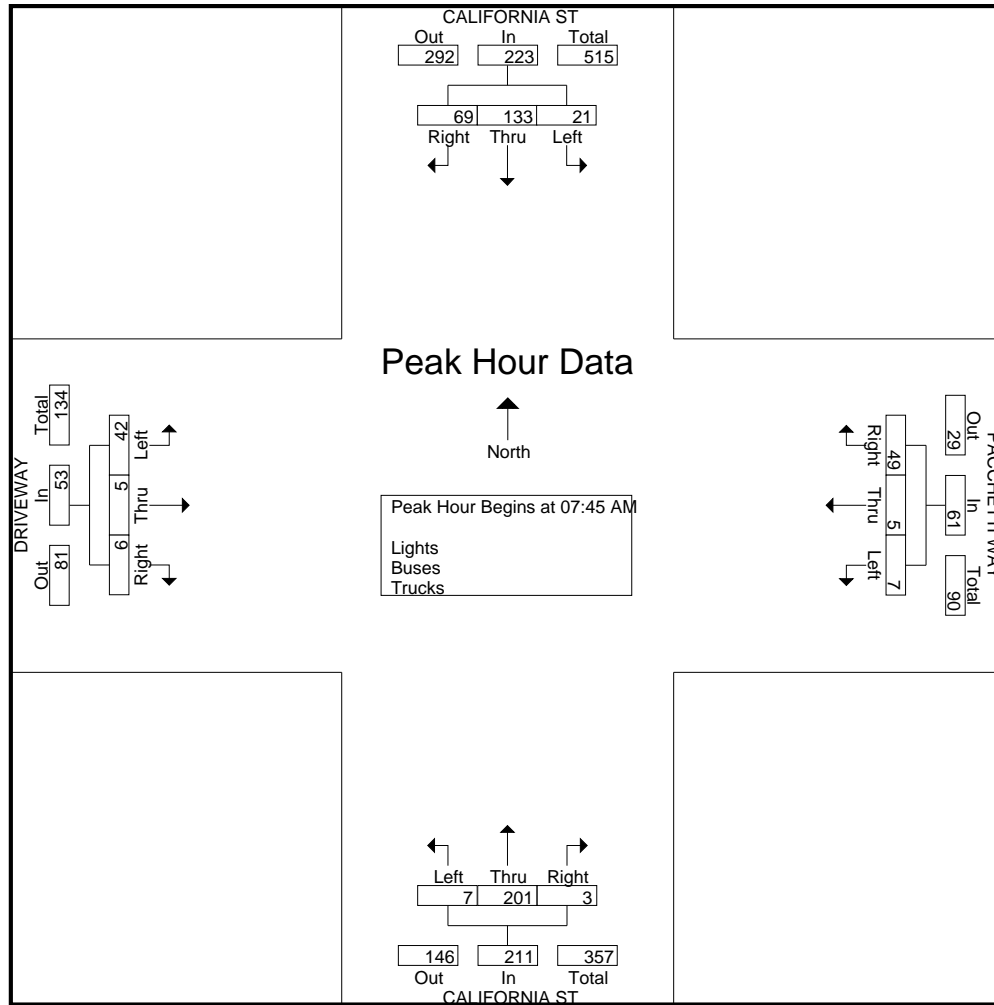 CALIFORNIA ST
Out In Total
292 223 515
69 133 21
Right Thru Left
Peak Hour Data
North
Peak Hour Begins at 07:45 AM
Lights
Buses
Trucks
DRIVEWAY
Out In Total
81 53 134
Right Thru Left
6 5 42
PACCHETTI WAY
Out In Total
29 61 90
Right Thru Left
49 5 7
Left Thru Right
7 201 3
146 211 357
Out In Total
CALIFORNIA ST